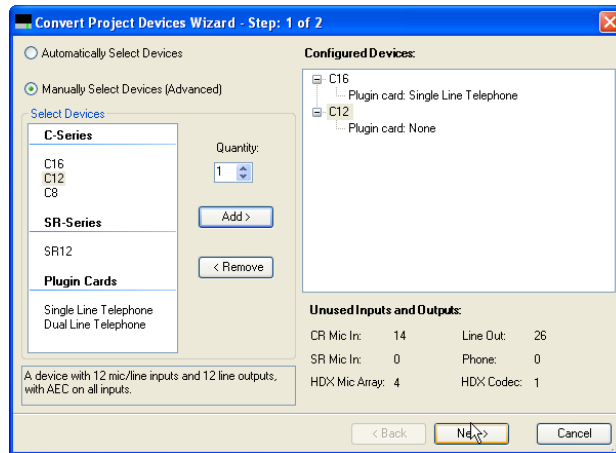 Convert Project Devices Wizard - Step: 1 of 2
Automatically Select Devices
Manually Select Devices (Advanced)
Select Devices
C-Series
C16
C12
C8
SR-Series
SR12
Plugin Cards
Single Line Telephone
Dual Line Telephone
Quantity:
1
Add >
< Remove
A device with 12 mic/line inputs and 12 line outputs,
with AEC on all inputs.
Configured Devices:
C16
Plugin card: Single Line Telephone
C12
Plugin card: None
Unused Inputs and Outputs:
CR Mic In: 14 Line Out: 26
SR Mic In: 0 Phone: 0
HDX Mic Array: 4 HDX Codec: 1
< Back
Cancel